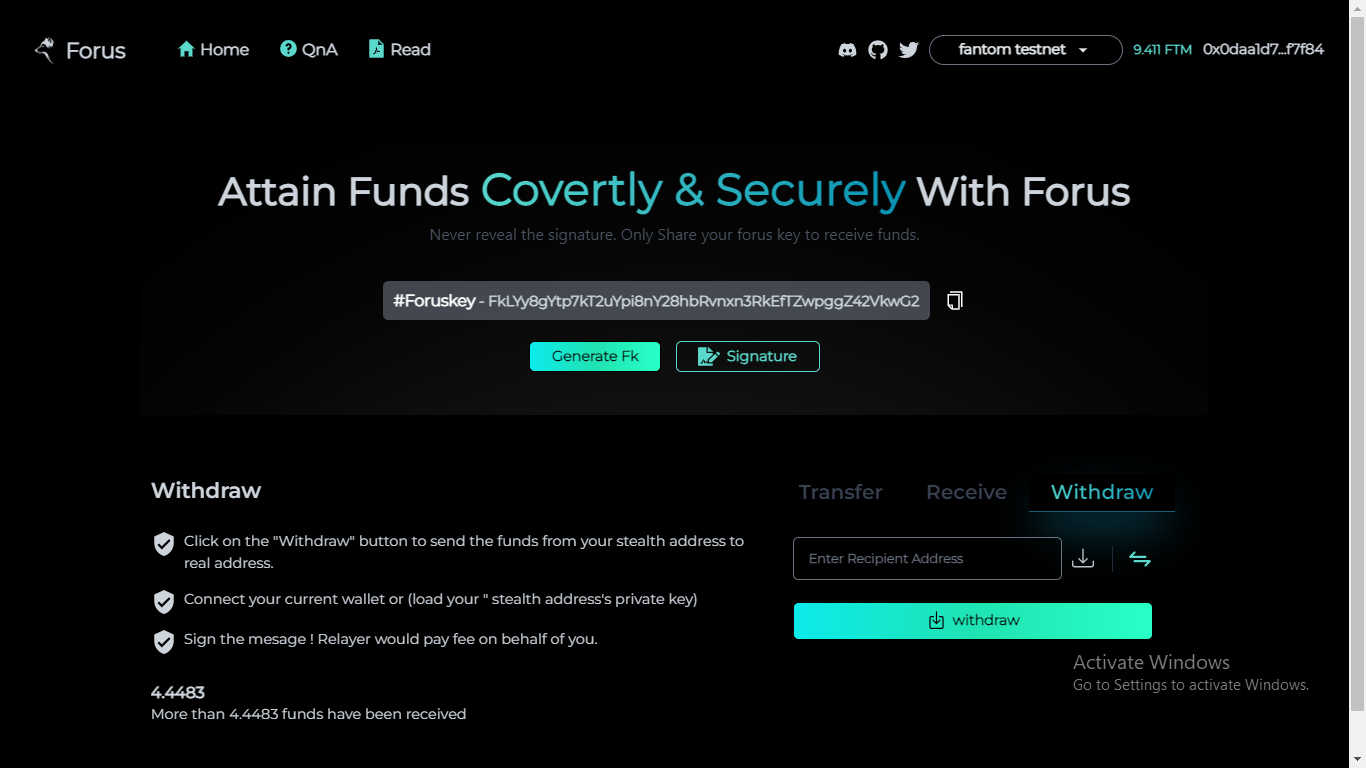 Forus
Home
QnA
Read
fantom testnet
9.411 FTM
0x0daa1d7...f7f84
Attain Funds Covertly & Securely With Forus
Never reveal the signature. Only Share your forus key to receive funds.
#Foruskey - FkLYy8gYtp7kT2uYpi8nY28hbRvnxn3RkEfTZwpggZ42VkwG2
Generate Fk
Signature
Withdraw
Click on the "Withdraw" button to send the funds from your stealth address to
real address.
Connect your current wallet or (load your " stealth address's private key)
Sign the mesage ! Relayer would pay fee on behalf of you.
4.4483
More than 4.4483 funds have been received
Transfer
Receive
Withdraw
Enter Recipient Address
withdraw
Activate Windows
Go to Settings to activate Windows.